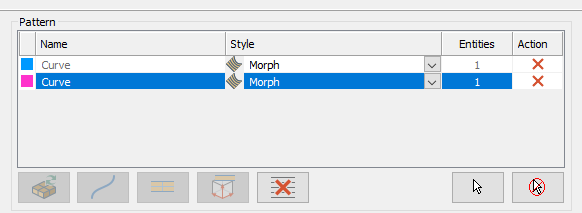 Pattern
Name Style Entities Action
Curve Morph 1
Curve Morph 1